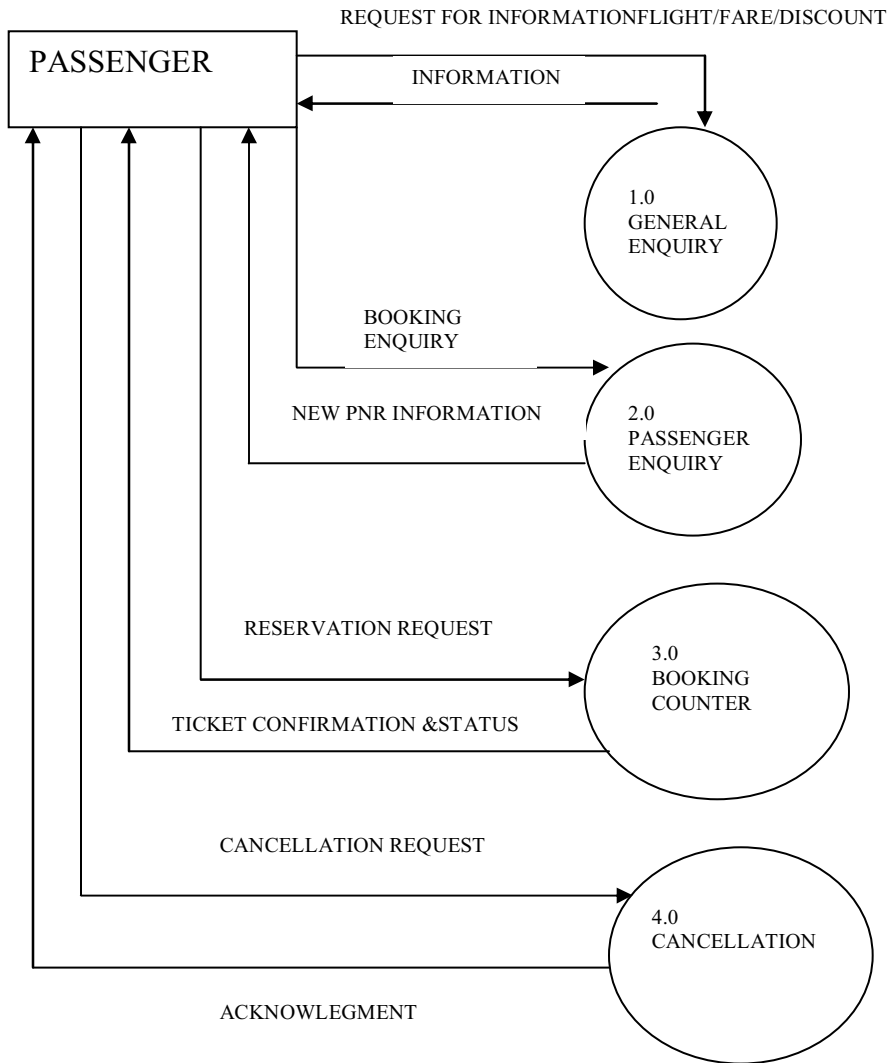 REQUEST FOR INFORMATIONFLIGHT/FARE/DISCOUNT
PASSENGER
INFORMATION
1.0
GENERAL
ENQUIRY
BOOKING
ENQUIRY
NEW PNR INFORMATION
2.0
PASSENGER
ENQUIRY
RESERVATION REQUEST
3.0
BOOKING
COUNTER
TICKET CONFIRMATION &STATUS
CANCELLATION REQUEST
4.0
CANCELLATION
ACKNOWLEGMENT